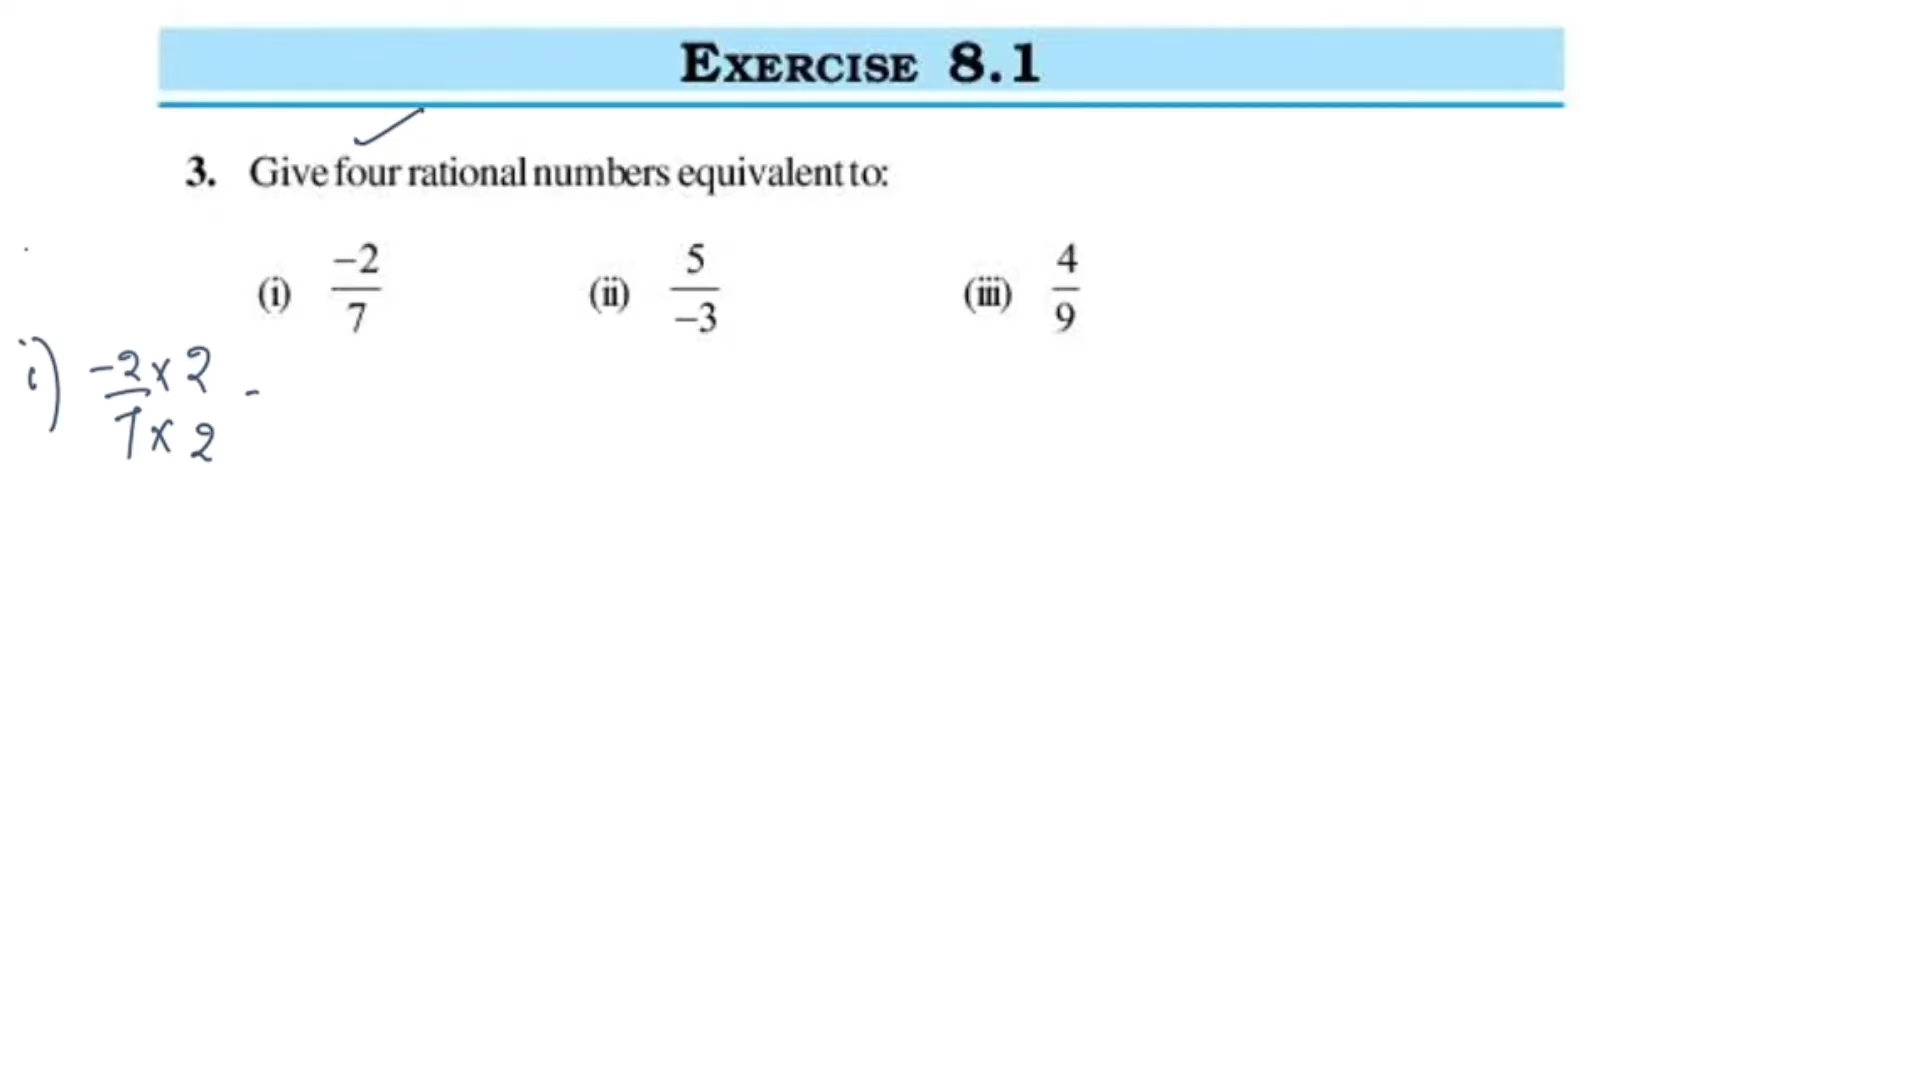 EXERCISE 8.1
3. Give four rational numbers equivalent to:
(i) −2/7 (ii) 5/−3 (iii) 4/9
i) −2×2 -
7×2